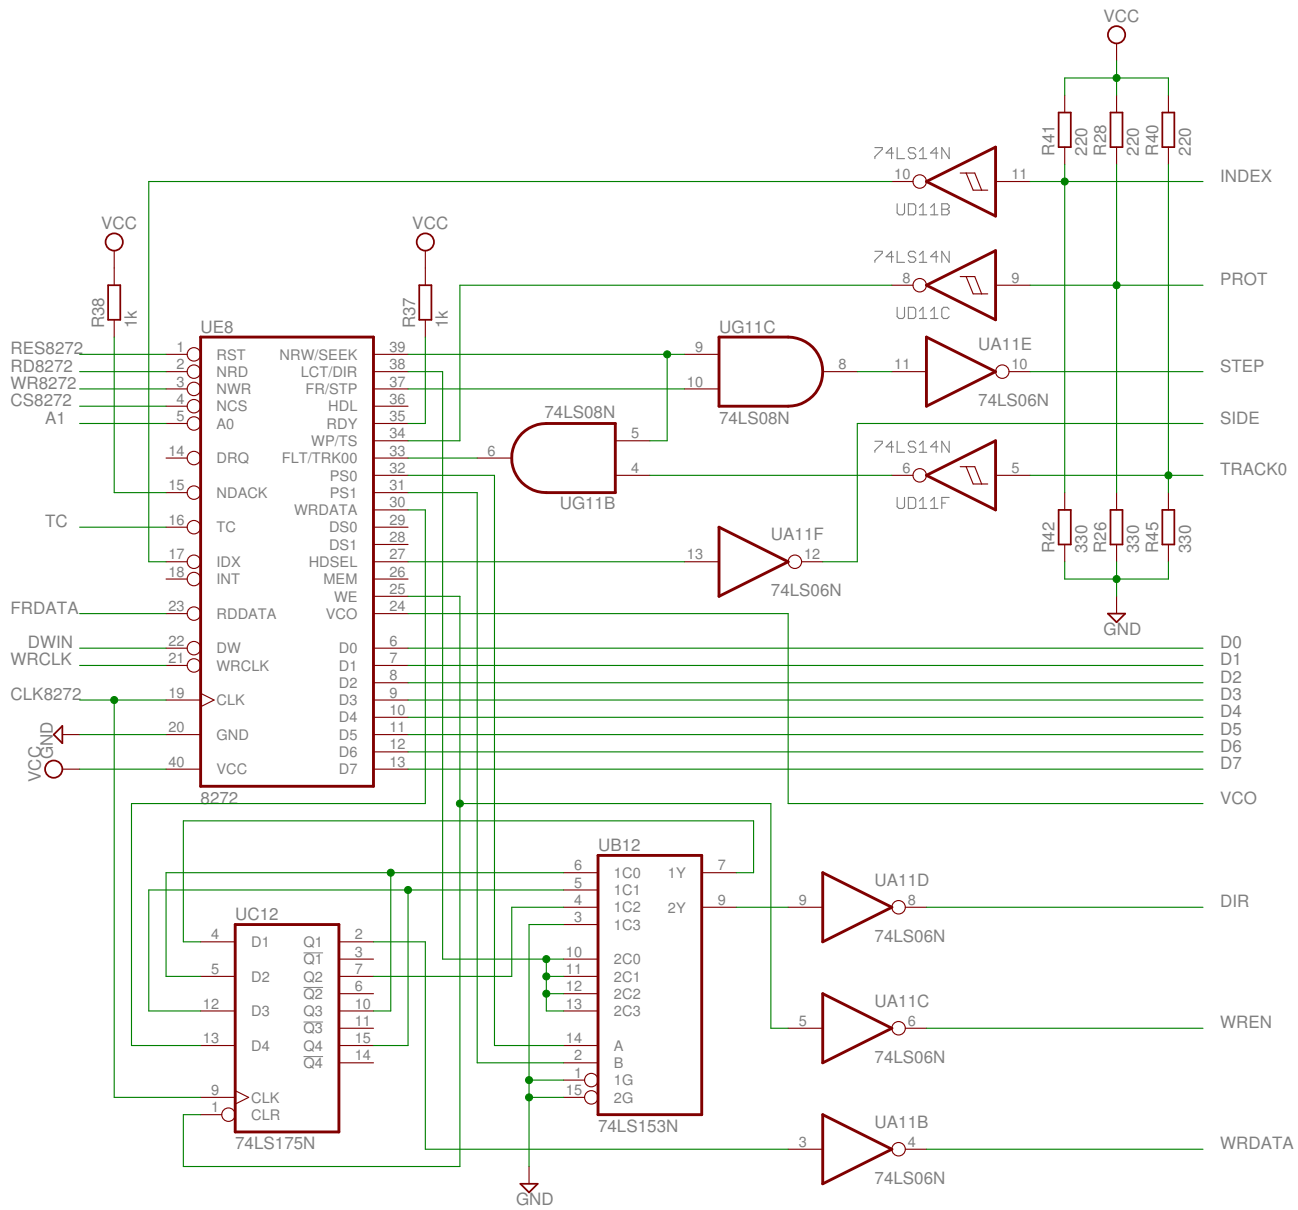 VCC
R41
220
R28
220
R40
220
74LS14N
10
11
UD11B
INDEX
VCC
VCC
74LS14N
8
9
UD11C
PROT
R38
1k
R37
1k
UE8
UG11C
9
10
8
74LS08N
UA11E
11
10
74LS06N
STEP
RES8272
1
RST
NRW/SEEK
39
RD8272
2
NRD
LCT/DIR
38
WR8272
3
NWR
FR/STP
37
CS8272
4
NCS
HDL
36
A1
5
A0
RDY
35
WP/TS
34
14
DRQ
FLT/TRK00
33
PS0
32
15
NDACK
PS1
31
WRDATA
30
TC
16
TC
DS0
29
DS1
28
17
IDX
HDSEL
27
18
INT
MEM
26
WE
25
FRDATA
23
RDDATA
VCO
24
DWIN
22
DW
D0
6
WRCLK
21
WRCLK
D1
7
D2
8
CLK8272
19
CLK
D3
9
D4
10
GND
20
GND
D5
11
D6
12
VCC
40
VCC
D7
13
8272
74LS08N
6
5
4
UG11B
SIDE
74LS14N
6
5
UD11F
TRACK0
UA11F
13
12
74LS06N
R42
330
R26
330
R45
330
GND
D0
D1
D2
D3
D4
D5
D6
D7
VCO
UB12
6
1C0
1Y
7
5
1C1
4
1C2
2Y
9
3
1C3
10
2C0
11
2C1
12
2C2
13
2C3
14
A
2
B
1
1G
15
2G
74LS153N
GND
UC12
4
D1
Q1
2
Q1
3
5
D2
Q2
7
Q2
6
12
D3
Q3
10
Q3
11
13
D4
Q4
15
Q4
14
9
CLK
1
CLR
74LS175N
UA11D
9
8
74LS06N
DIR
UA11C
5
6
74LS06N
WREN
UA11B
3
4
74LS06N
WRDATA